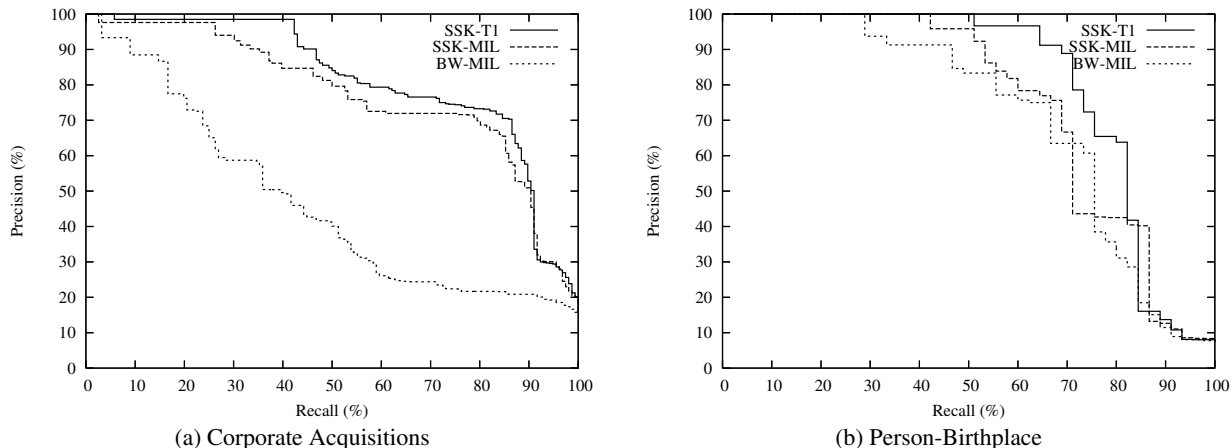 100
90
80
70
60
50
40
30
20
10
0
Precision (%)
0 10 20 30 40 50 60 70 80 90 100
Recall (%)
SSK-T1
SSK-MIL
BW-MIL
(a) Corporate Acquisitions
100
90
80
70
60
50
40
30
20
10
0
Precision (%)
0 10 20 30 40 50 60 70 80 90 100
Recall (%)
SSK-T1
SSK-MIL
BW-MIL
(b) Person-Birthplace